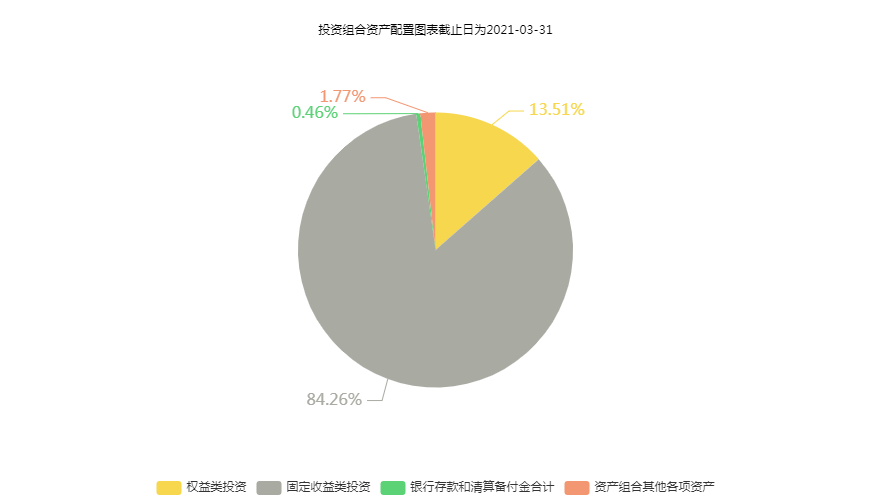 投资组合资产配置图表截止日为2021-03-31
1.77%
13.51%
0.46%
84.26%
权益类投资 固定收益类投资 银行存款和清算备付金合计 资产组合其他各项资产